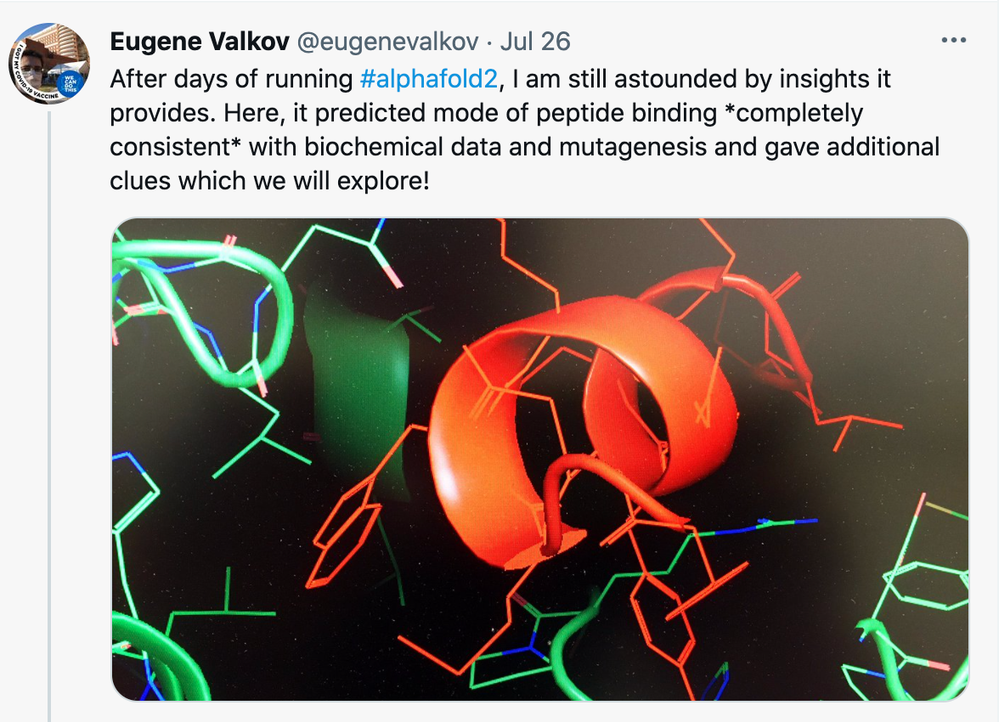 Eugene Valkov @eugenevalkov · Jul 26
After days of running #alphafold2, I am still astounded by insights it
provides. Here, it predicted mode of peptide binding *completely
consistent* with biochemical data and mutagenesis and gave additional
clues which we will explore!
I GOT MY COVID-19 VACCINE
WE
CAN
DO
THIS